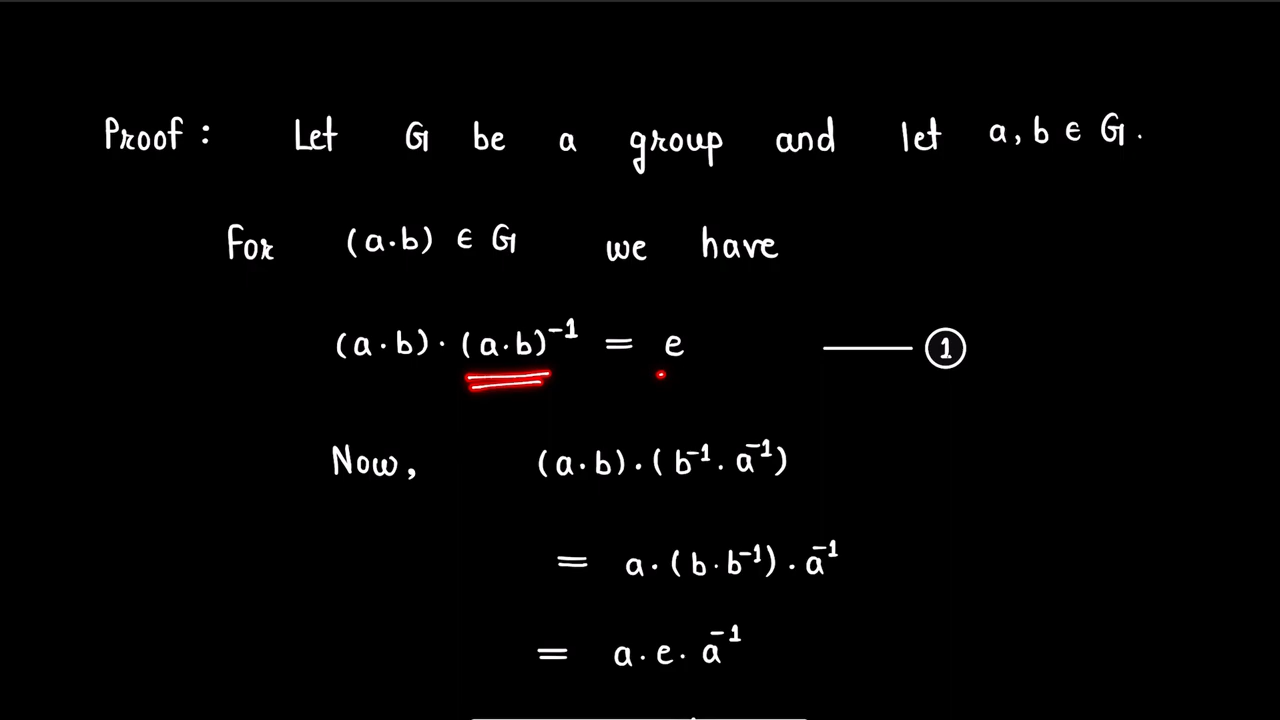 Proof : Let G be a group and let a, b ∈ G.
For (a·b) ∈ G we have
(a·b)·(a·b)⁻¹ = e —— ①
Now, (a·b)·(b⁻¹·a⁻¹)
= a·(b·b⁻¹)·a⁻¹
= a·e·a⁻¹